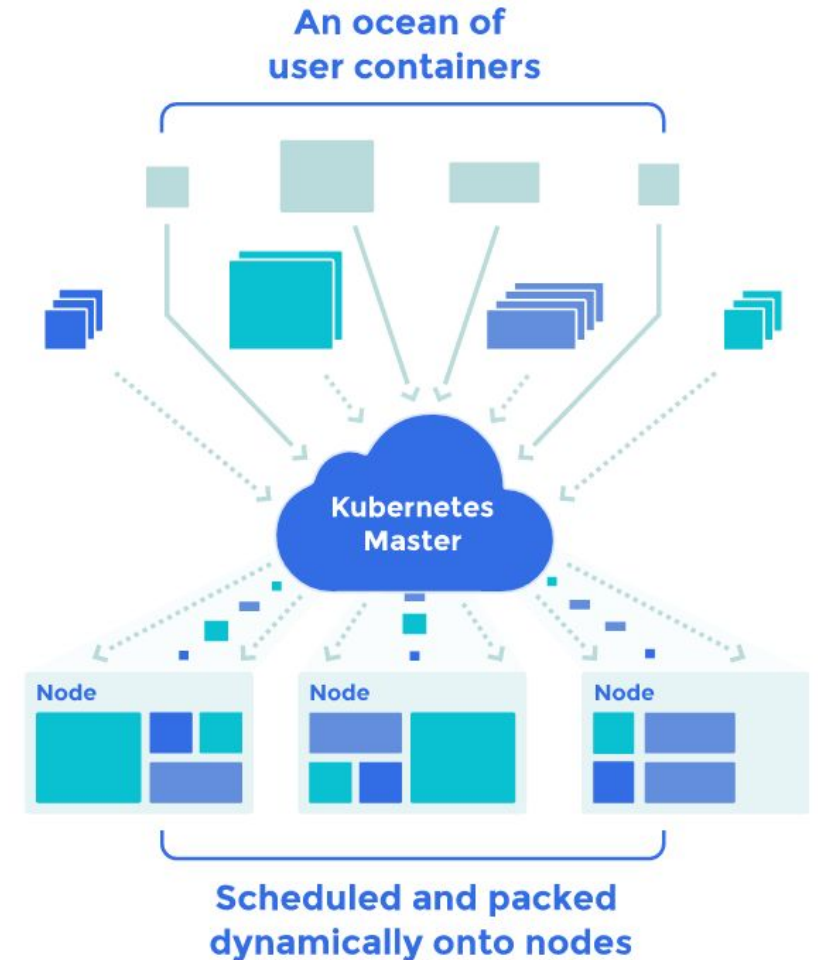 An ocean of
user containers
Kubernetes
Master
Node
Node
Node
Scheduled and packed
dynamically onto nodes